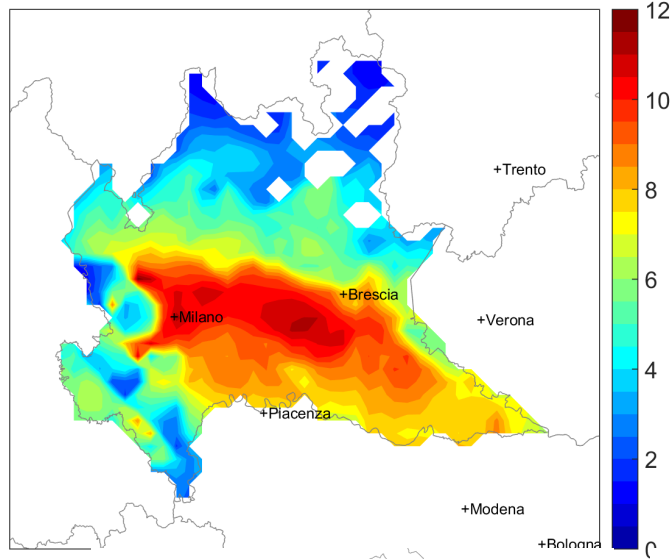 12
+Trento
10
8
+Brescia
+Milano
+Verona
6
4
+Piacenza
2
+Modena
+Bologna
0